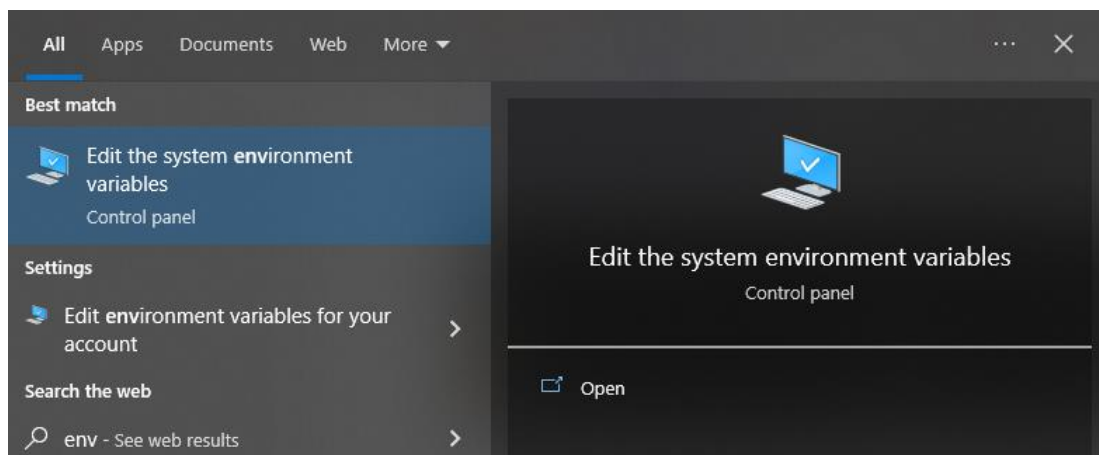 All Apps Documents Web More
Best match
Edit the system environment
variables
Control panel
Settings
Edit environment variables for your
account
Search the web
env - See web results
Edit the system environment variables
Control panel
Open